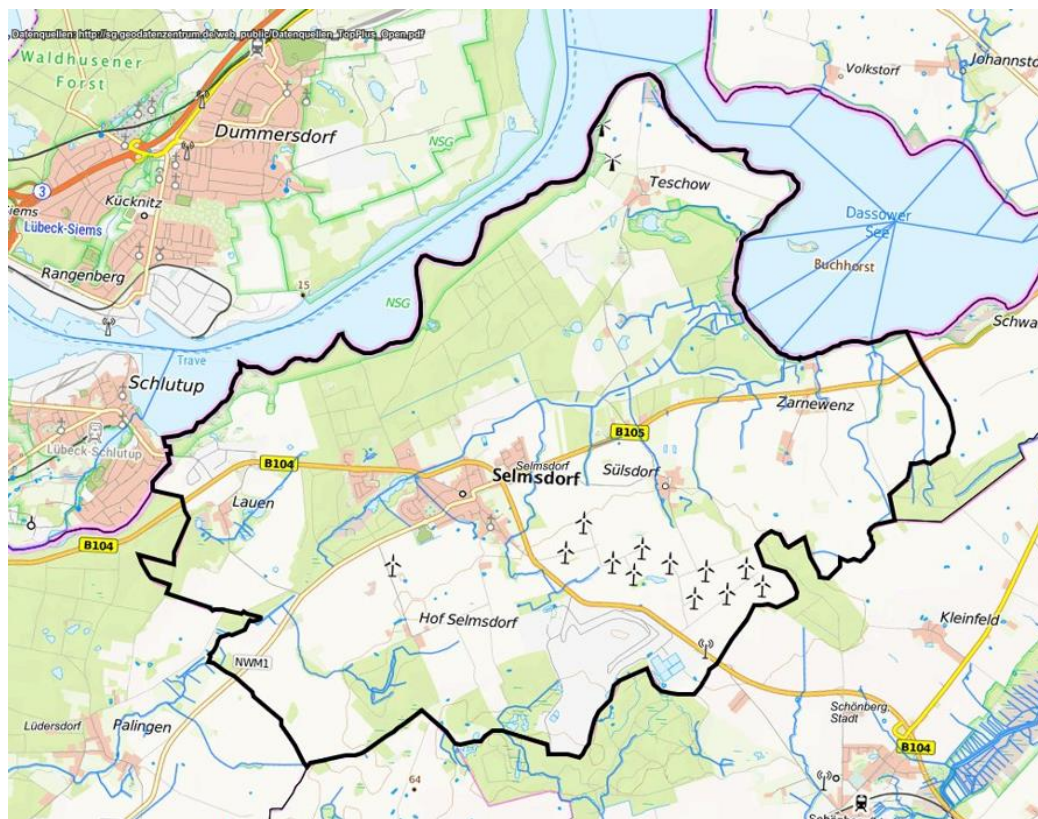 Datenquellen: http://sg.geodatenzentrum.de/web_public/Datenquellen_TopPlus_Open.pdf
Waldhusener
Forst
Volkstorf
Dummersdorf
NSG
Teschow
3
Kücknitz
Lübeck-Siems
Dassower
See
Buchhorst
Rangenberg
15
NSG
Trave
Schlutup
Zarnewenz
B105
Lübeck-Schlutup
B104
Selmsdorf
Selmsdorf
Sülsdorf
Lauen
B104
Hof Selmsdorf
Kleinfeld
NWM1
Lüdersdorf
Palingen
Schönberg.
Stadt
B104
64